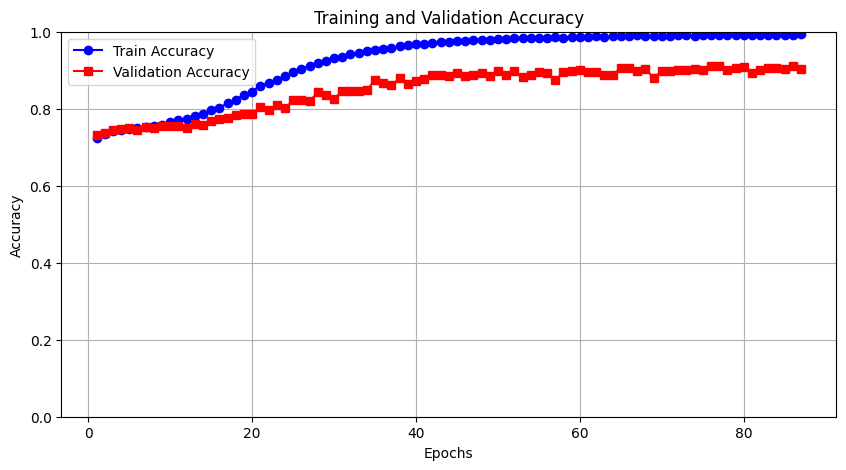 Training and Validation Accuracy
Train Accuracy
Validation Accuracy
1.0
0.8
0.6
0.4
0.2
0.0
Accuracy
0 20 40 60 80
Epochs